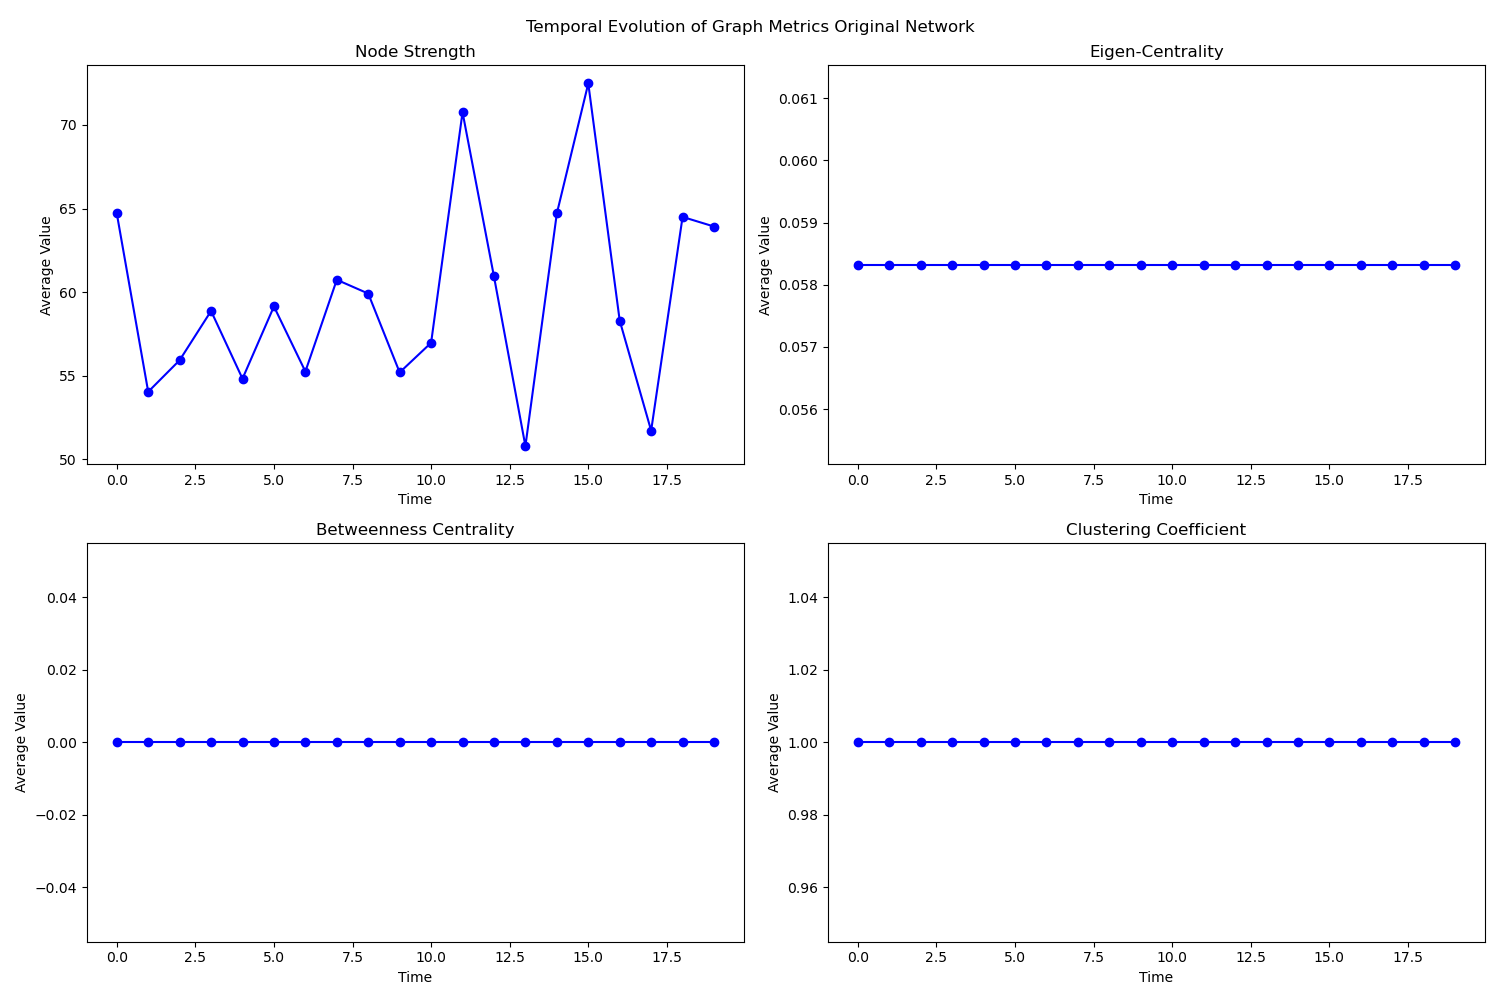 Temporal Evolution of Graph Metrics Original Network
Node Strength
Average Value
70
65
60
55
50
0.0 2.5 5.0 7.5 10.0 12.5 15.0 17.5
Time
Eigen-Centrality
Average Value
0.061
0.060
0.059
0.058
0.057
0.056
0.0 2.5 5.0 7.5 10.0 12.5 15.0 17.5
Time
Betweenness Centrality
Average Value
0.04
0.02
0.00
−0.02
−0.04
0.0 2.5 5.0 7.5 10.0 12.5 15.0 17.5
Time
Clustering Coefficient
Average Value
1.04
1.02
1.00
0.98
0.96
0.0 2.5 5.0 7.5 10.0 12.5 15.0 17.5
Time